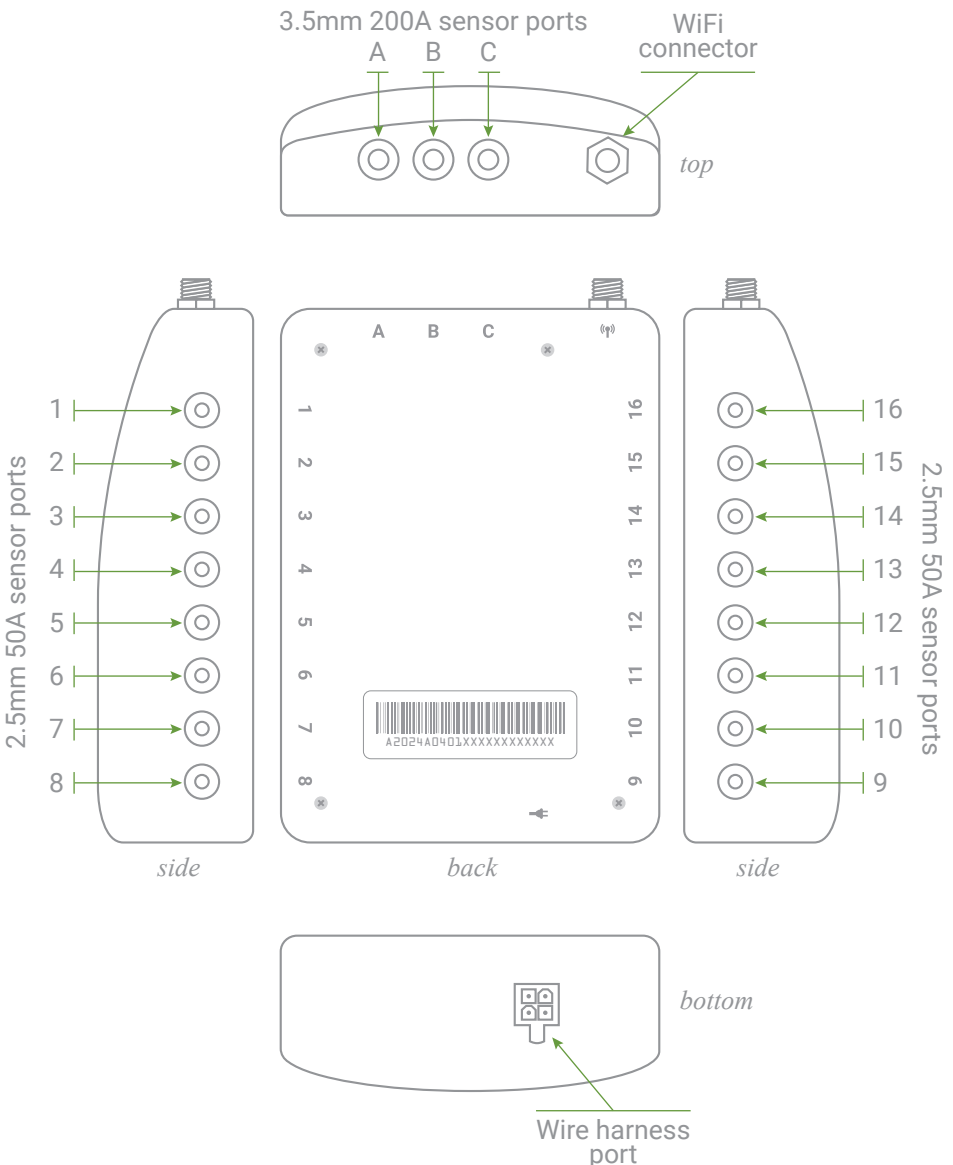 3.5mm 200A sensor ports
A B C
WiFi
connector
top
A B C
1
2
3
4
5
6
7
8
2.5mm 50A sensor ports
side
1
2
3
4
5
6
7
8
16
15
14
13
12
11
10
9
A2024A0401XXXXXXXXXXXX
back
16
15
14
13
12
11
10
9
2.5mm 50A sensor ports
side
bottom
Wire harness
port